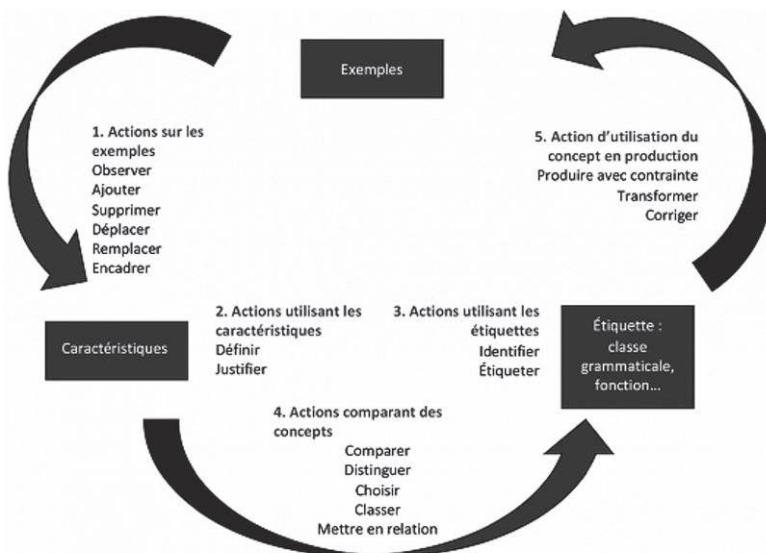 Exemples
1. Actions sur les
exemples
Observer
Ajouter
Supprimer
Déplacer
Remplacer
Encadrer
5. Action d’utilisation du
concept en production
Produire avec contrainte
Transformer
Corriger
Caractéristiques
2. Actions utilisant les
caractéristiques
Définir
Justifier
3. Actions utilisant les
étiquettes
Identifier
Étiqueter
Étiquette :
classe
grammaticale,
fonction...
4. Actions comparant des
concepts
Comparer
Distinguer
Choisir
Classer
Mettre en relation